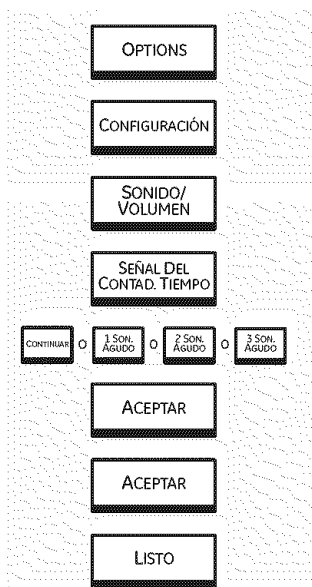 OPTIONS
CONFIGURACIÓN
SONIDO/
VOLUMEN
SEÑAL DEL
CONTAD. TIEMPO
CONTINUAR O 1 SON. AGUDO O 2 SON. AGUDO O 3 SON. AGUDO
ACEPTAR
ACEPTAR
LISTO